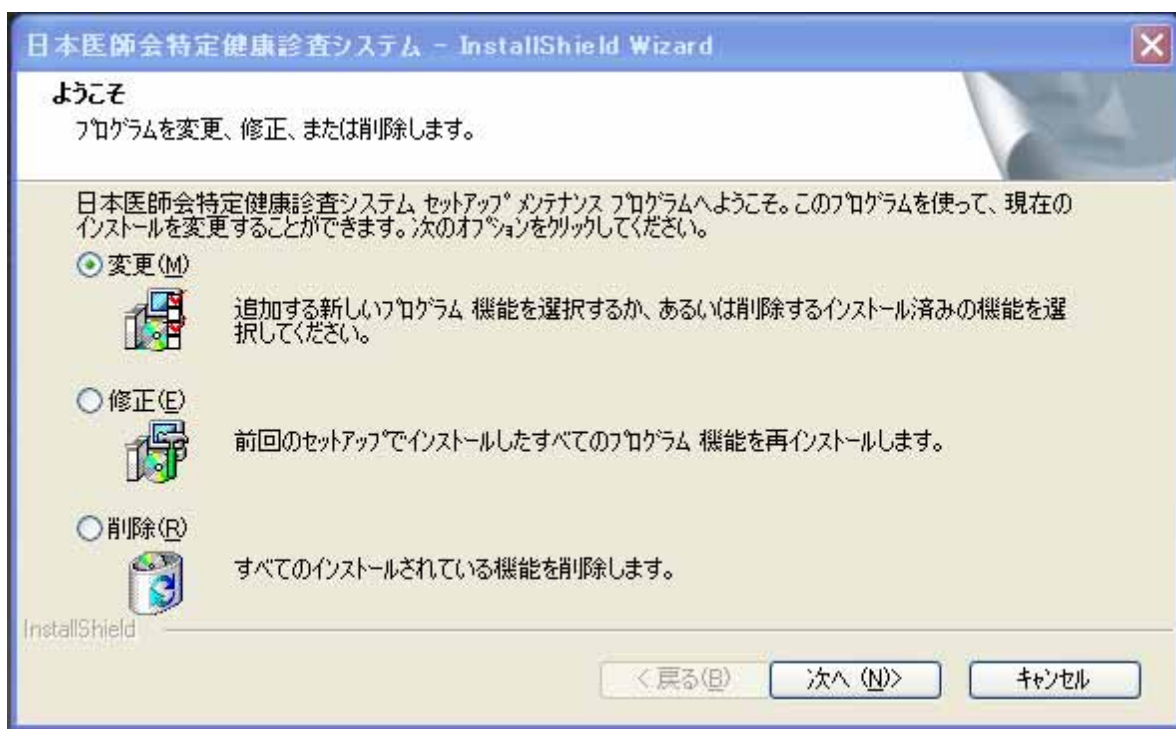 日本医師会特定健康診査システム - InstallShield Wizard
ようこそ
プログラムを変更、修正、または削除します。
日本医師会特定健康診査システム セットアップ メンテナンス プログラムへようこそ。このプログラムを使って、現在の
インストールを変更することができます。次のオプションをクリックしてください。
変更(M)
追加する新しいプログラム 機能を選択するか、あるいは削除するインストール済みの機能を選
択してください。
修正(E)
前回のセットアップでインストールしたすべてのプログラム 機能を再インストールします。
削除(R)
すべてのインストールされている機能を削除します。
InstallShield
< 戻る(B) 次へ (N)> キャンセル